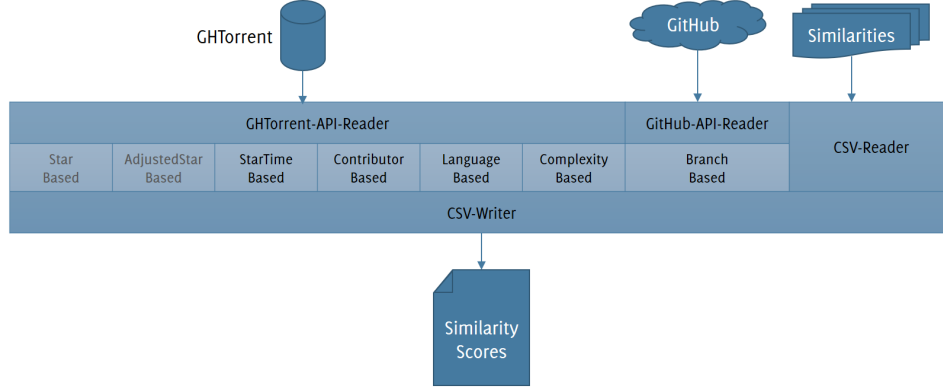 GHTorrent
GitHub
Similarities
GHTorrent-API-Reader
GitHub-API-Reader
CSV-Reader
Star
Based
AdjustedStar
Based
StarTime
Based
Contributor
Based
Language
Based
Complexity
Based
Branch
Based
CSV-Writer
Similarity
Scores